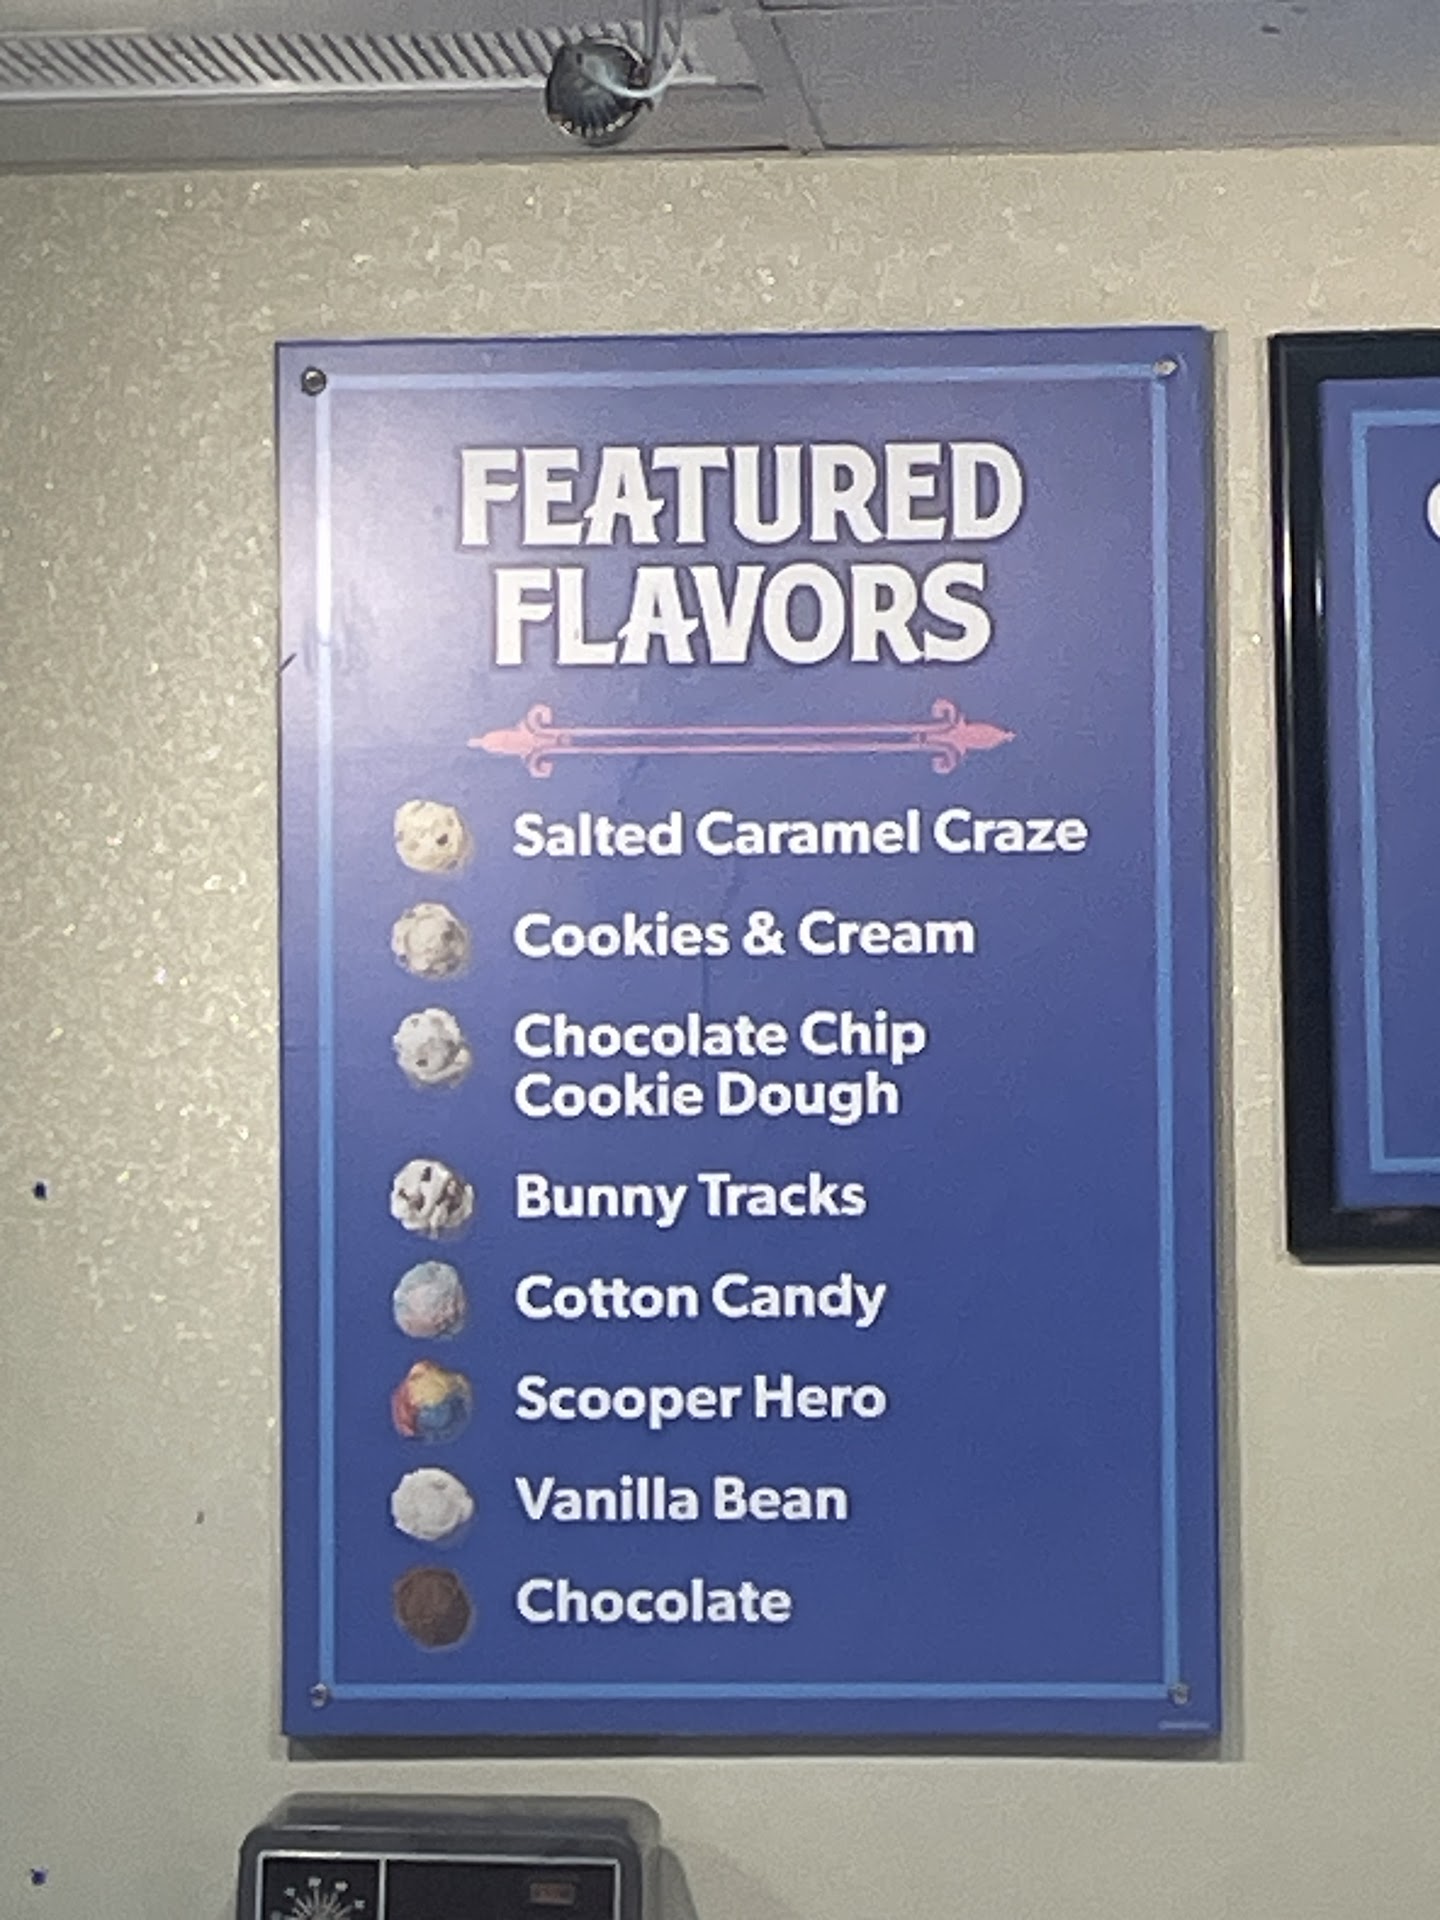 FEATURED
FLAVORS
Salted Caramel Craze
Cookies & Cream
Chocolate Chip
Cookie Dough
Bunny Tracks
Cotton Candy
Scooper Hero
Vanilla Bean
Chocolate